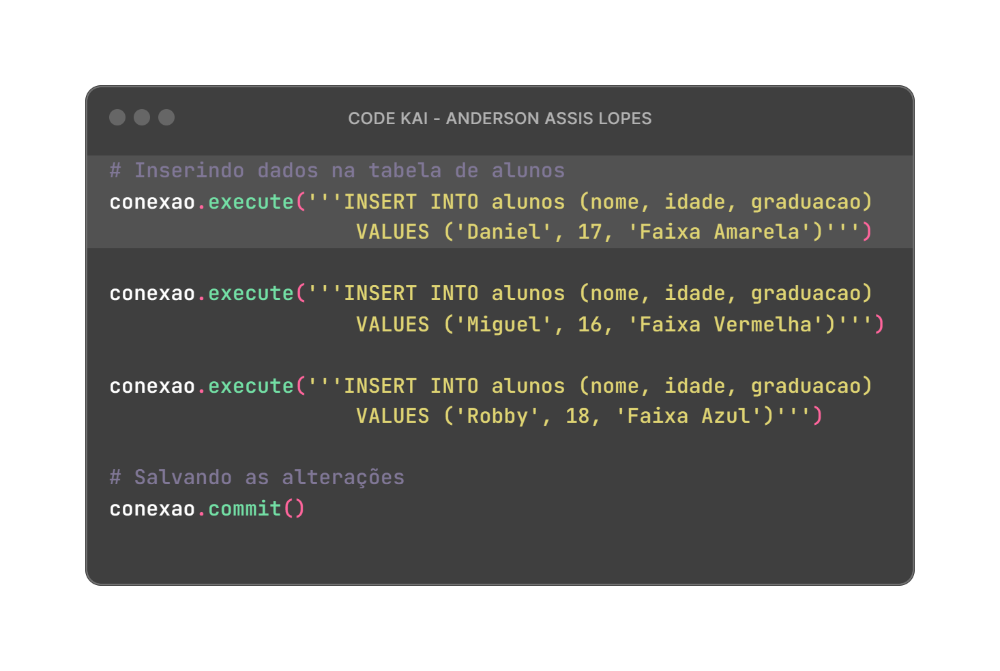 CODE KAI - ANDERSON ASSIS LOPES
# Inserindo dados na tabela de alunos
conexao.execute('''INSERT INTO alunos (nome, idade, graduacao)
VALUES ('Daniel', 17, 'Faixa Amarela')''')
conexao.execute('''INSERT INTO alunos (nome, idade, graduacao)
VALUES ('Miguel', 16, 'Faixa Vermelha')''')
conexao.execute('''INSERT INTO alunos (nome, idade, graduacao)
VALUES ('Robby', 18, 'Faixa Azul')''')
# Salvando as alterações
conexao.commit()